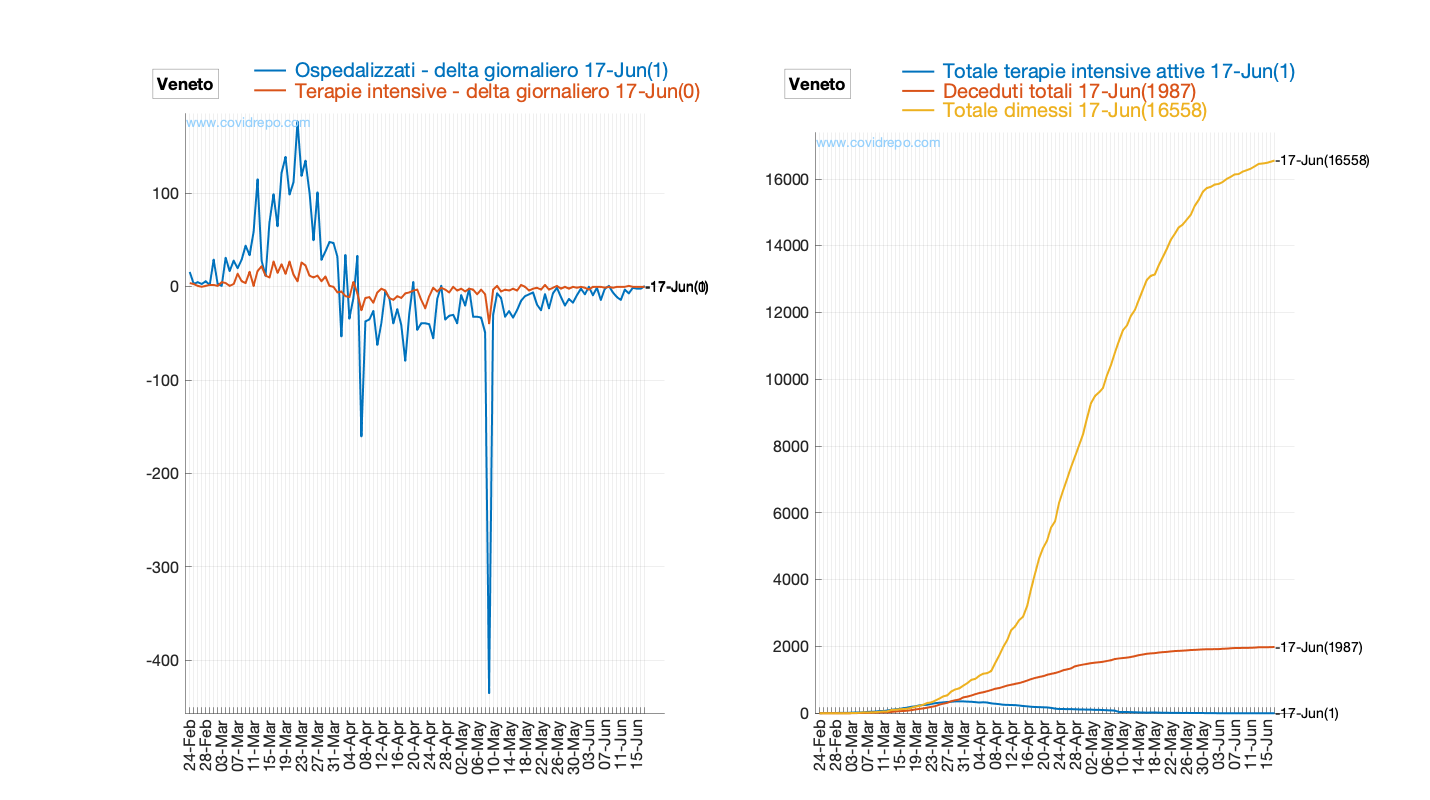 Veneto
Ospedalizzati - delta giornaliero 17-Jun(1)
Terapie intensive - delta giornaliero 17-Jun(0)
www.covidrepo.com
100
0
-100
-200
-300
-400
24-Feb
28-Feb
03-Mar
07-Mar
11-Mar
15-Mar
19-Mar
23-Mar
27-Mar
31-Mar
04-Apr
08-Apr
12-Apr
16-Apr
20-Apr
24-Apr
28-Apr
02-May
06-May
10-May
14-May
18-May
22-May
26-May
30-May
03-Jun
07-Jun
11-Jun
15-Jun
Veneto
Totale terapie intensive attive 17-Jun(1)
Deceduti totali 17-Jun(1987)
Totale dimessi 17-Jun(16558)
www.covidrepo.com
16000
14000
12000
10000
8000
6000
4000
2000
0
-17-Jun(16558)
-17-Jun(1987)
-17-Jun(1)
24-Feb
28-Feb
03-Mar
07-Mar
11-Mar
15-Mar
19-Mar
23-Mar
27-Mar
31-Mar
04-Apr
08-Apr
12-Apr
16-Apr
20-Apr
24-Apr
28-Apr
02-May
06-May
10-May
14-May
18-May
22-May
26-May
30-May
03-Jun
07-Jun
11-Jun
15-Jun